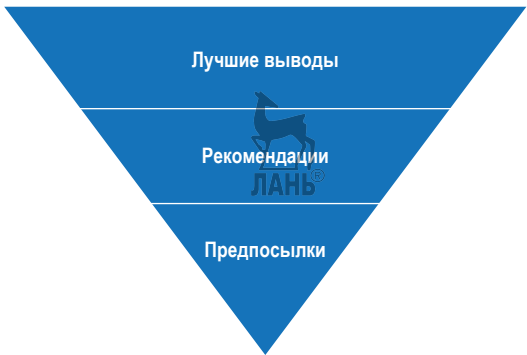 Лучшие выводы
Рекомендации
ЛАНЬ®
Предпосылки